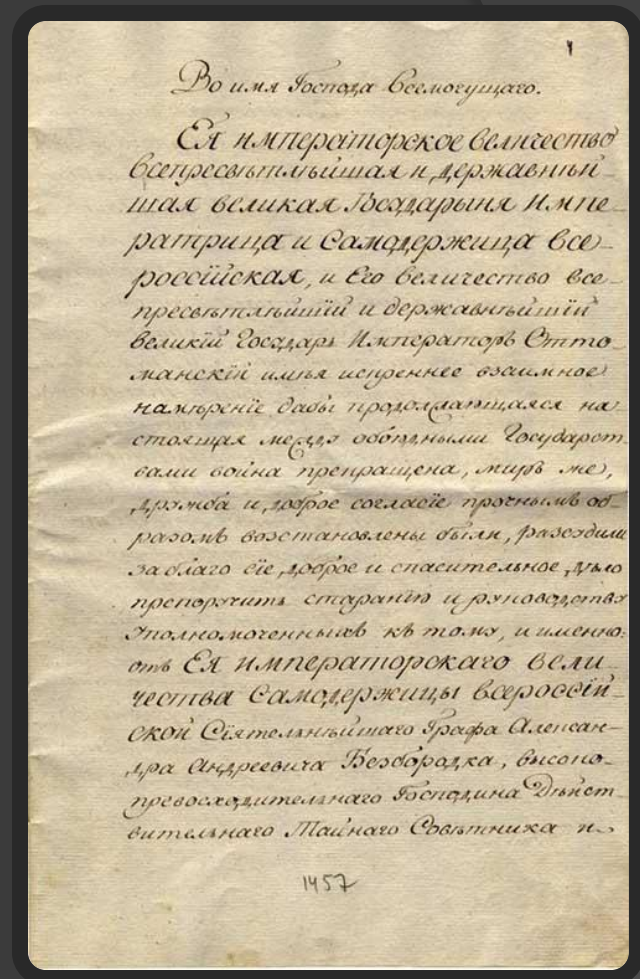 1
Во имя Господа Всемогущаго.
Ея императорское величество
всепресвѣтлѣйшая и державнѣй-
шая великая Государыня Импе-
ратрица и Самодержица все-
россійская, и Его величество все-
пресвѣтлѣйшій и державнѣйшій
великій Государь Императоръ Отто-
манскій имѣя искреннее взаимное
намѣреніе дабы продолжающаяся на-
стоящая между обоюдными Государст-
вами война прекращена, миръ же,
дружба и доброе согласіе прочнымъ об-
разомъ возстановлены были, разсудили
за благо сіе доброе и спасительное дѣло
препоручить старанію и руководству
уполномоченныхъ къ тому, и именно:
отъ Ея императорскаго вели-
чества Самодержицы всероссій-
ской Сіятельнѣйшаго Графа Алексан-
дра Андреевича Безбородка, высоко-
превосходительнаго Господина Дѣйст-
вительнаго Тайнаго Совѣтника и
1457